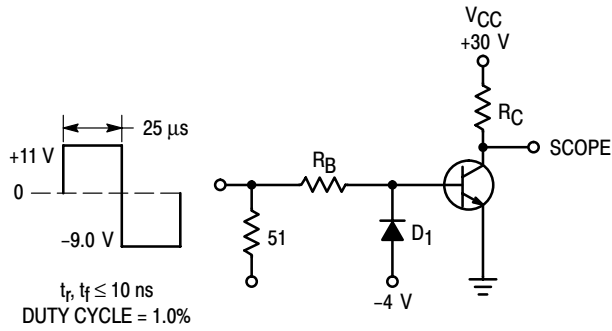 V_CC
+30 V
R_C
SCOPE
25 μs
+11 V
0
−9.0 V
R_B
51
D_1
−4 V
t_r, t_f ≤ 10 ns
DUTY CYCLE = 1.0%